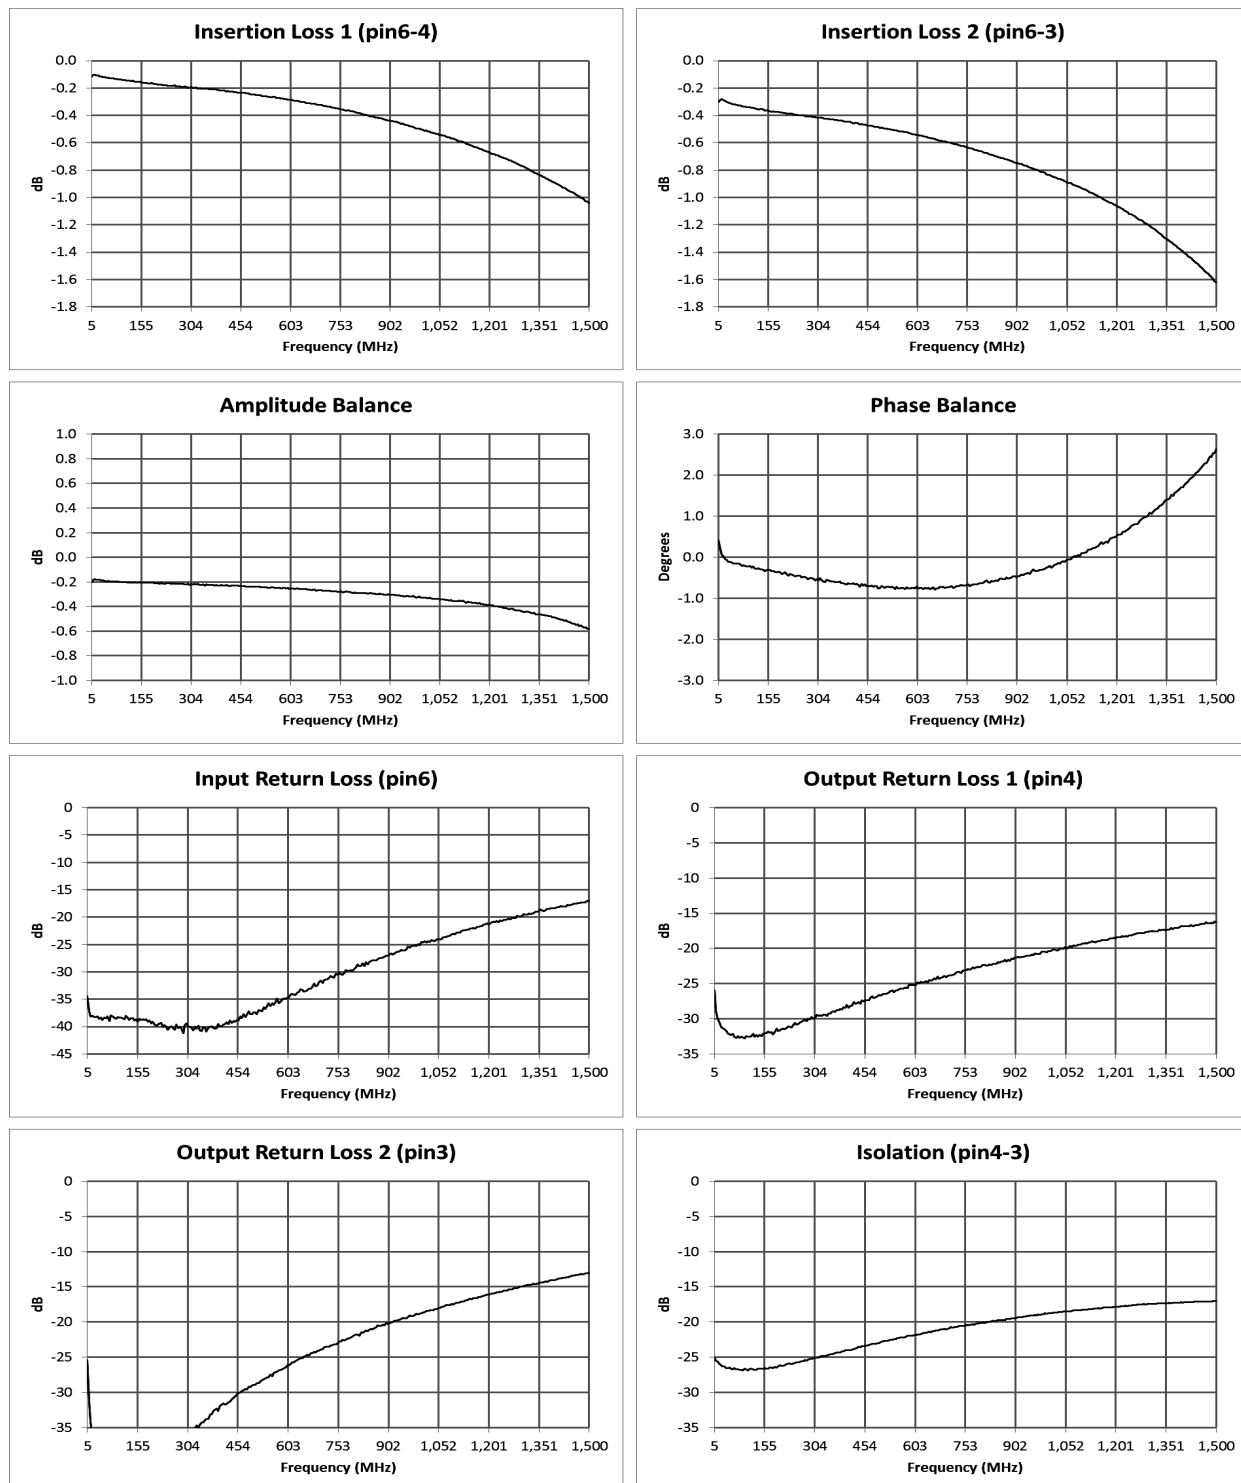 Insertion Loss 1 (pin6-4)
0.0
-0.2
-0.4
-0.6
-0.8
-1.0
-1.2
-1.4
-1.6
-1.8
dB
5 155 304 454 603 753 902 1,052 1,201 1,351 1,500
Frequency (MHz)
Insertion Loss 2 (pin6-3)
0.0
-0.2
-0.4
-0.6
-0.8
-1.0
-1.2
-1.4
-1.6
-1.8
dB
5 155 304 454 603 753 902 1,052 1,201 1,351 1,500
Frequency (MHz)
Amplitude Balance
1.0
0.8
0.6
0.4
0.2
0.0
-0.2
-0.4
-0.6
-0.8
-1.0
dB
5 155 304 454 603 753 902 1,052 1,201 1,351 1,500
Frequency (MHz)
Phase Balance
3.0
2.0
1.0
0.0
-1.0
-2.0
-3.0
Degrees
5 155 304 454 603 753 902 1,052 1,201 1,351 1,500
Frequency (MHz)
Input Return Loss (pin6)
0
-5
-10
-15
-20
-25
-30
-35
-40
-45
dB
5 155 304 454 603 753 902 1,052 1,201 1,351 1,500
Frequency (MHz)
Output Return Loss 1 (pin4)
0
-5
-10
-15
-20
-25
-30
-35
dB
5 155 304 454 603 753 902 1,052 1,201 1,351 1,500
Frequency (MHz)
Output Return Loss 2 (pin3)
0
-5
-10
-15
-20
-25
-30
-35
dB
5 155 304 454 603 753 902 1,052 1,201 1,351 1,500
Frequency (MHz)
Isolation (pin4-3)
0
-5
-10
-15
-20
-25
-30
-35
dB
5 155 304 454 603 753 902 1,052 1,201 1,351 1,500
Frequency (MHz)